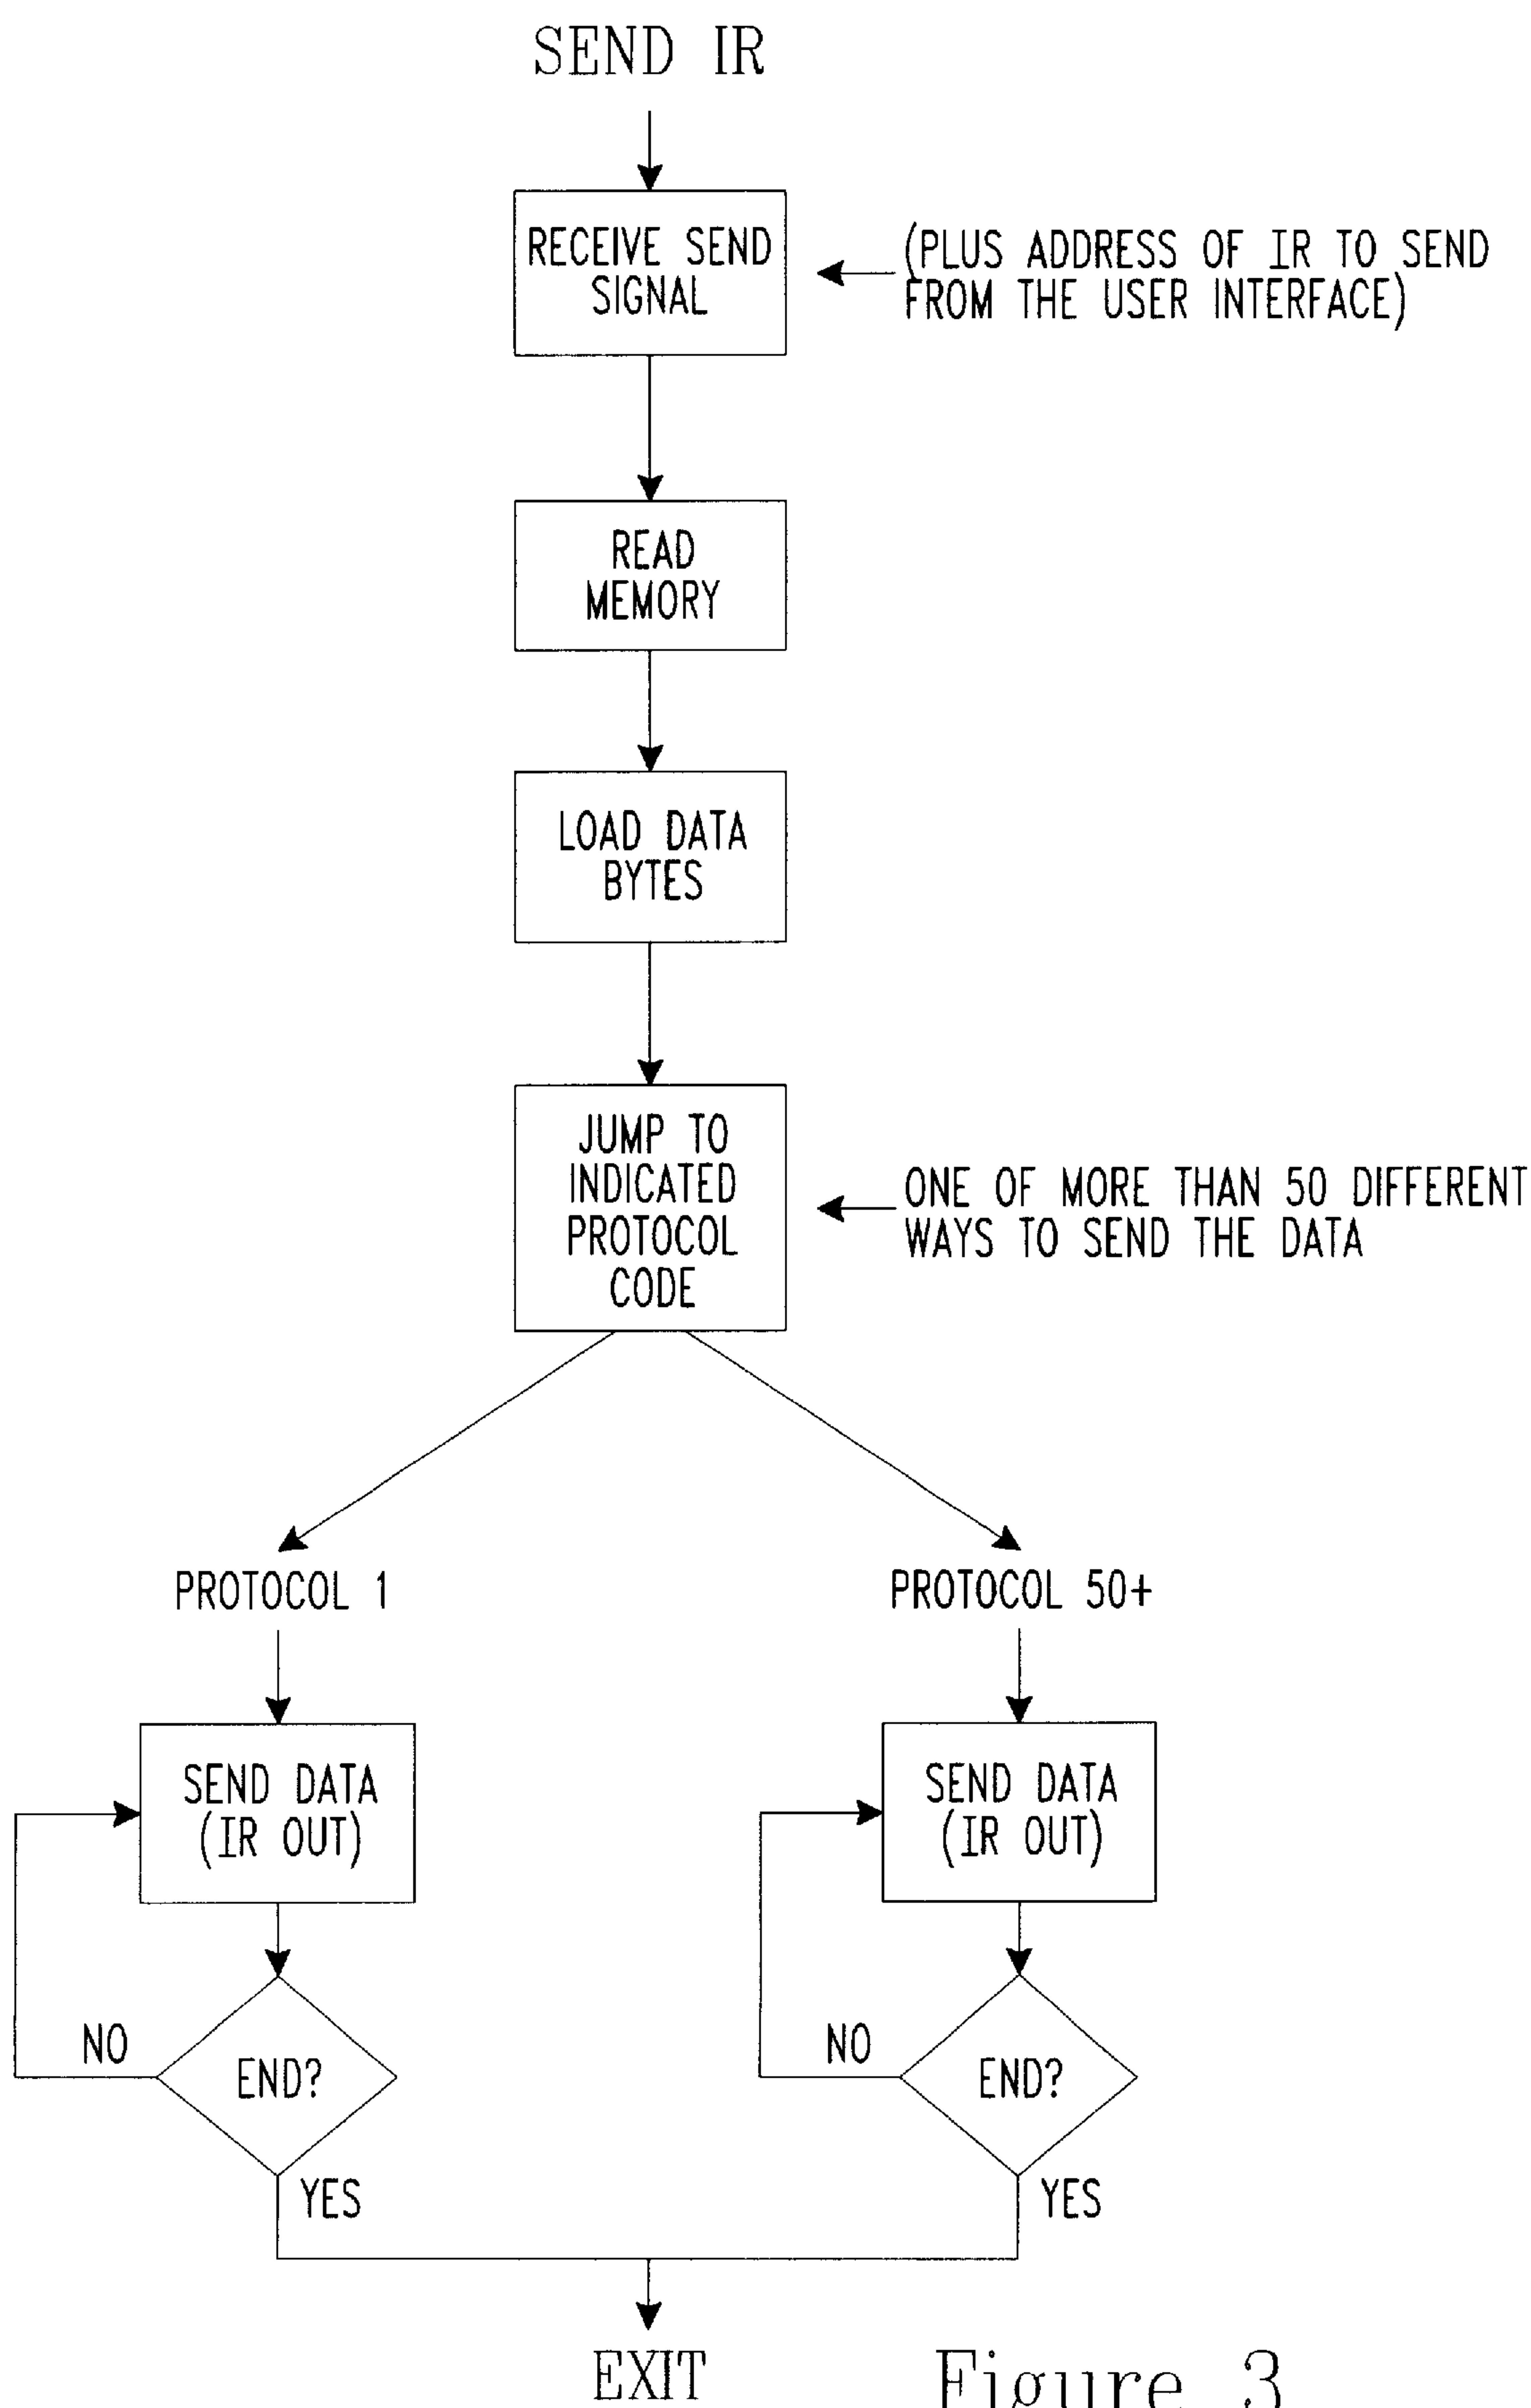 SEND IR
RECEIVE SEND
SIGNAL
(PLUS ADDRESS OF IR TO SEND
FROM THE USER INTERFACE)
READ
MEMORY
LOAD DATA
BYTES
JUMP TO
INDICATED
PROTOCOL
CODE
ONE OF MORE THAN 50 DIFFERENT
WAYS TO SEND THE DATA
PROTOCOL 1
PROTOCOL 50+
SEND DATA
(IR OUT)
SEND DATA
(IR OUT)
NO
END?
YES
NO
END?
YES
EXIT
Figure 3